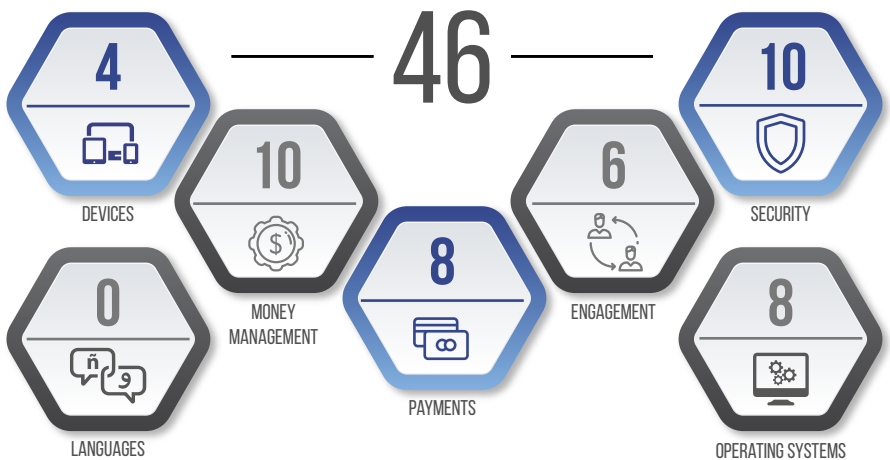 46
4
DEVICES
10
MONEY
MANAGEMENT
8
PAYMENTS
6
ENGAGEMENT
10
SECURITY
0
ñ
و
LANGUAGES
8
OPERATING SYSTEMS